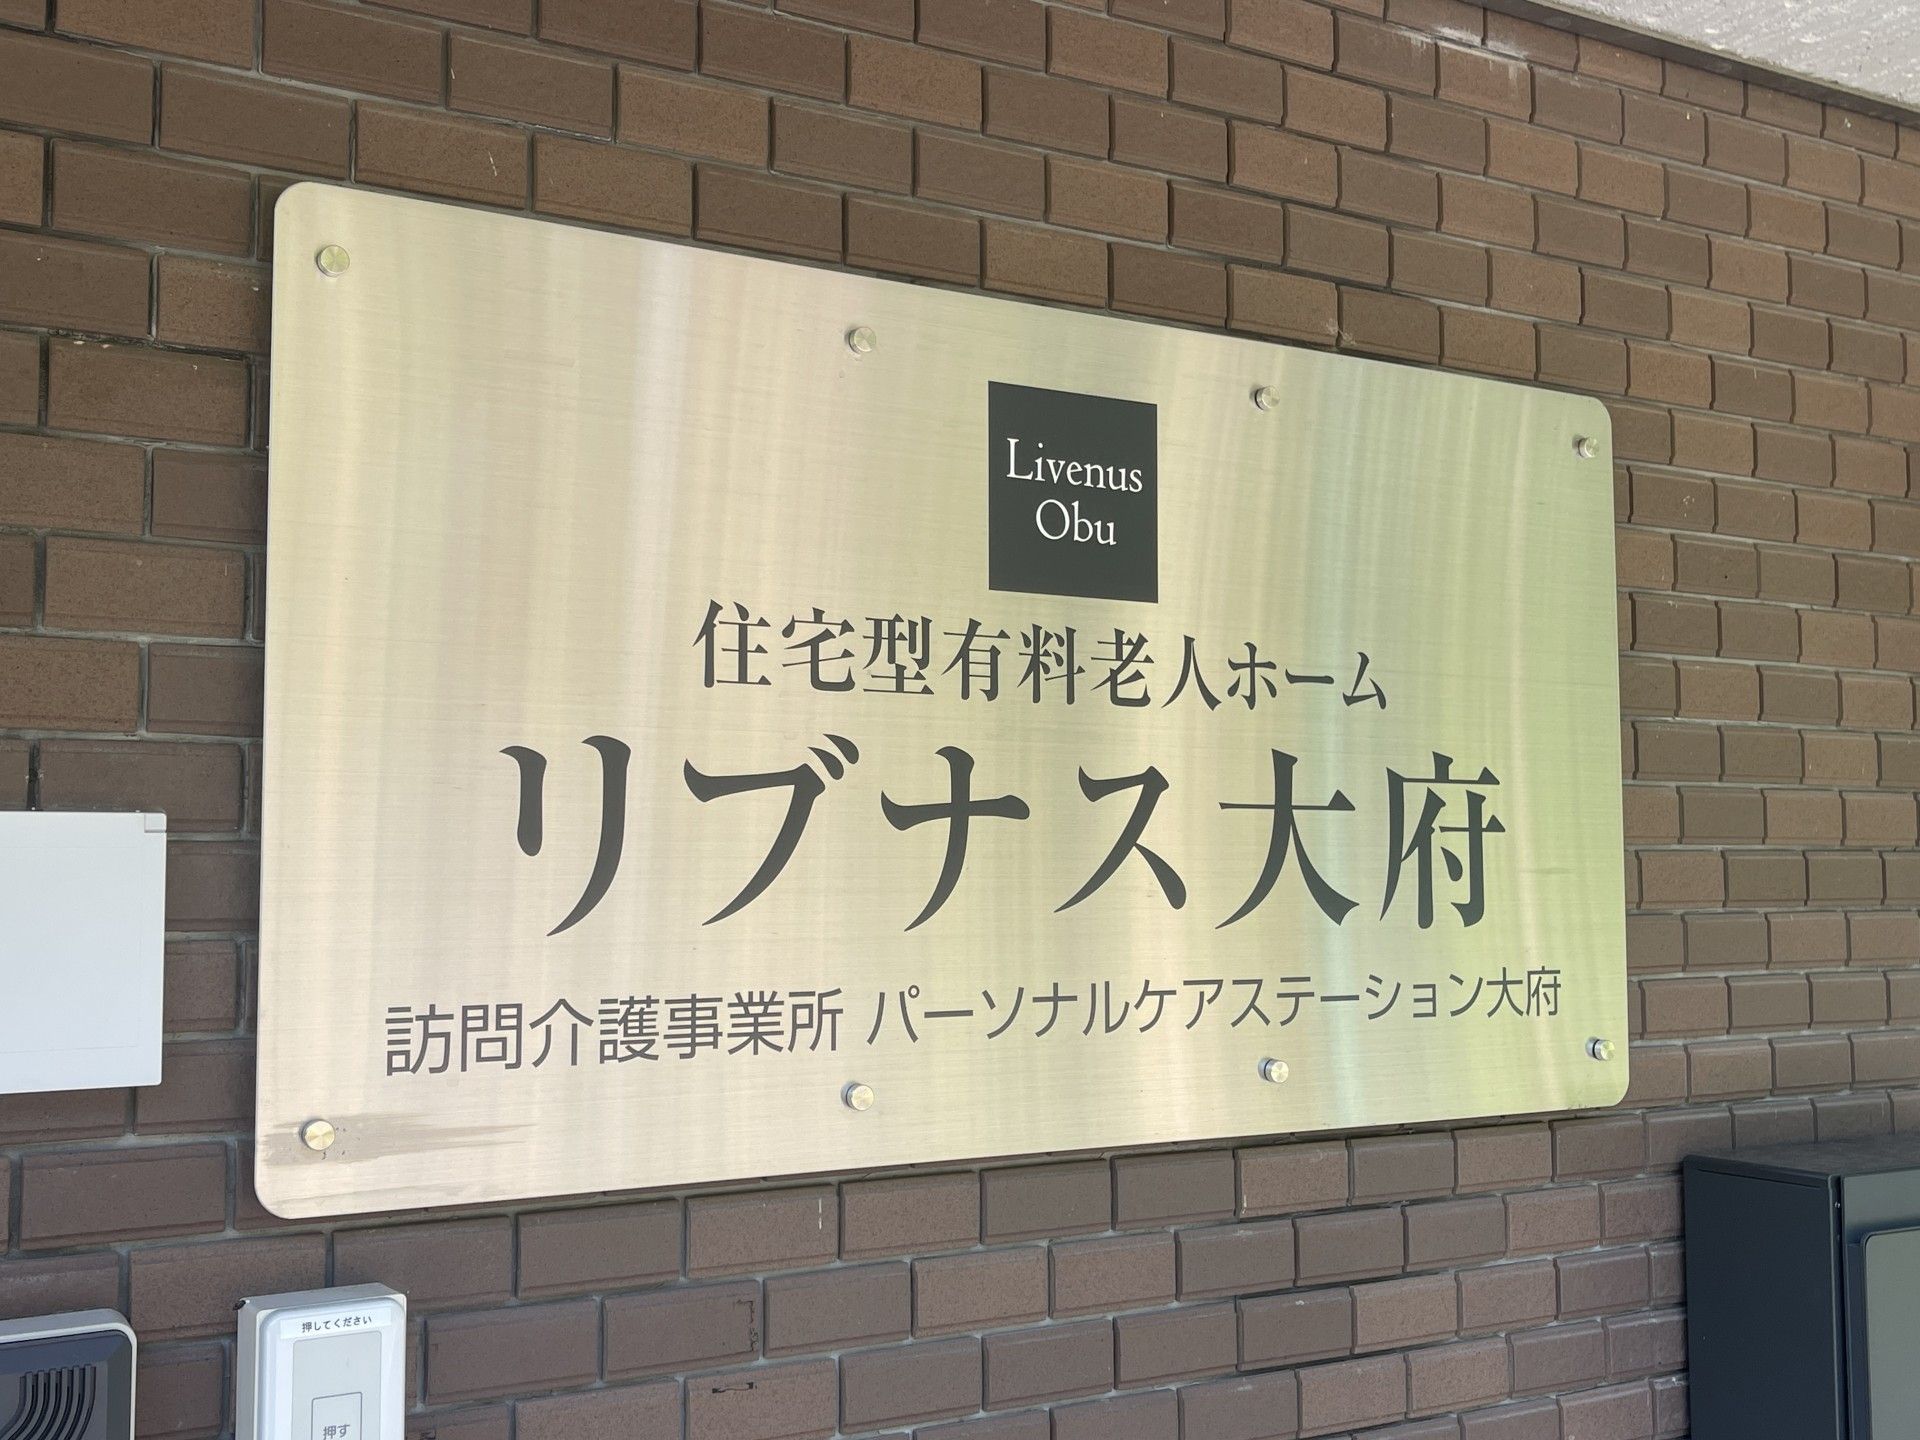 Livenus
Obu
住宅型有料老人ホーム
リブナス大府
訪問介護事業所 パーソナルケアステーション大府
押してください
押す